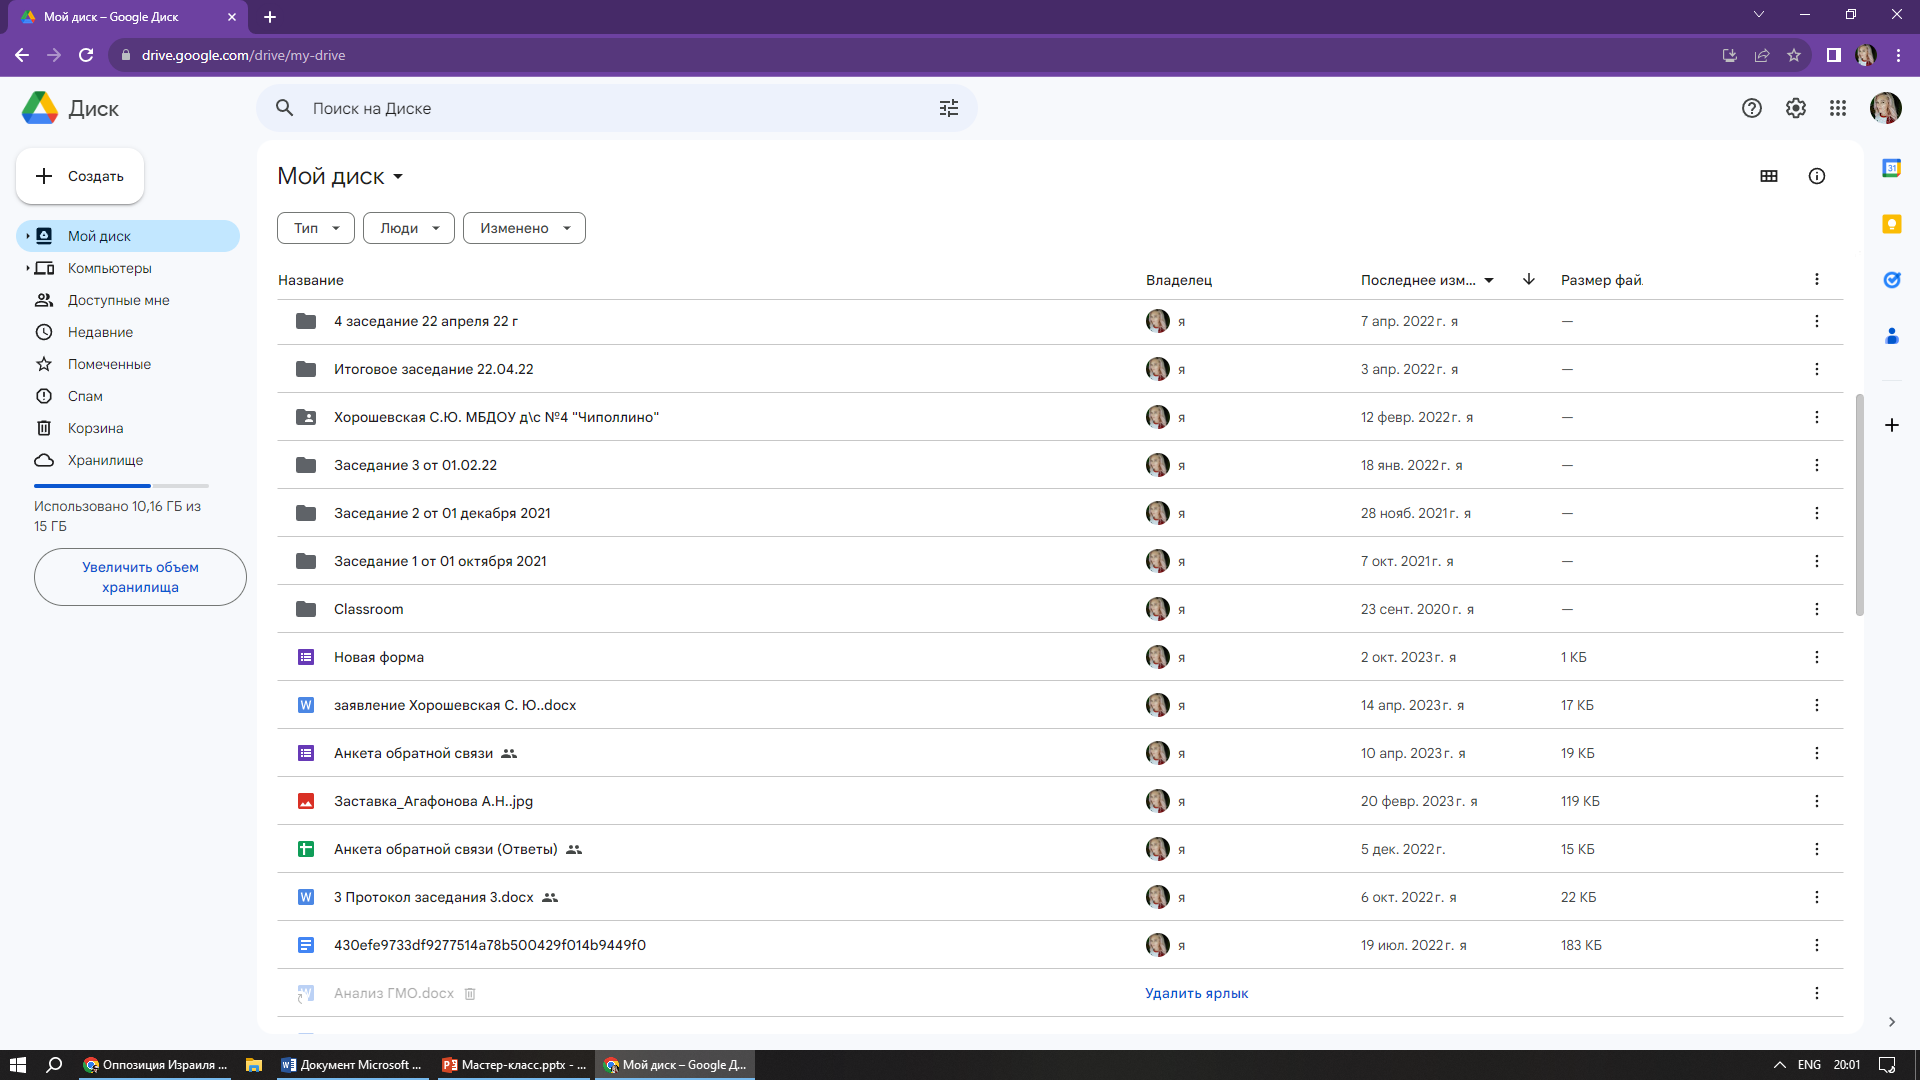 Мой диск – Google Диск
drive.google.com/drive/my-drive
Диск
Поиск на Диске
Создать
Мой диск
Компьютеры
Доступные мне
Недавние
Помеченные
Спам
Корзина
Хранилище
Использовано 10,16 ГБ из
15 ГБ
Увеличить объем
хранилища
Мой диск
Тип Люди Изменено
Название Владелец Последнее изм... Размер фай
4 заседание 22 апреля 22 г я 7 апр. 2022 г. я —
Итоговое заседание 22.04.22 я 3 апр. 2022 г. я —
Хорошевская С.Ю. МБДОУ д\с №4 "Чиполлино" я 12 февр. 2022 г. я —
Заседание 3 от 01.02.22 я 18 янв. 2022 г. я —
Заседание 2 от 01 декабря 2021 я 28 нояб. 2021 г. я —
Заседание 1 от 01 октября 2021 я 7 окт. 2021 г. я —
Classroom я 23 сент. 2020 г. я —
Новая форма я 2 окт. 2023 г. я 1 КБ
W заявление Хорошевская С. Ю..docx я 14 апр. 2023 г. я 17 КБ
Анкета обратной связи я 10 апр. 2023 г. я 19 КБ
Заставка_Агафонова А.Н..jpg я 20 февр. 2023 г. я 119 КБ
Анкета обратной связи (Ответы) я 5 дек. 2022 г. 15 КБ
W 3 Протокол заседания 3.docx я 6 окт. 2022 г. я 22 КБ
430efe9733df9277514a78b500429f014b9449f0 я 19 июл. 2022 г. я 183 КБ
W Анализ ГМО.docx Удалить ярлык
31
Оппозиция Израиля ... Документ Microsoft ... Мастер-класс.pptx - ... Мой диск – Google Д... ENG 20:01